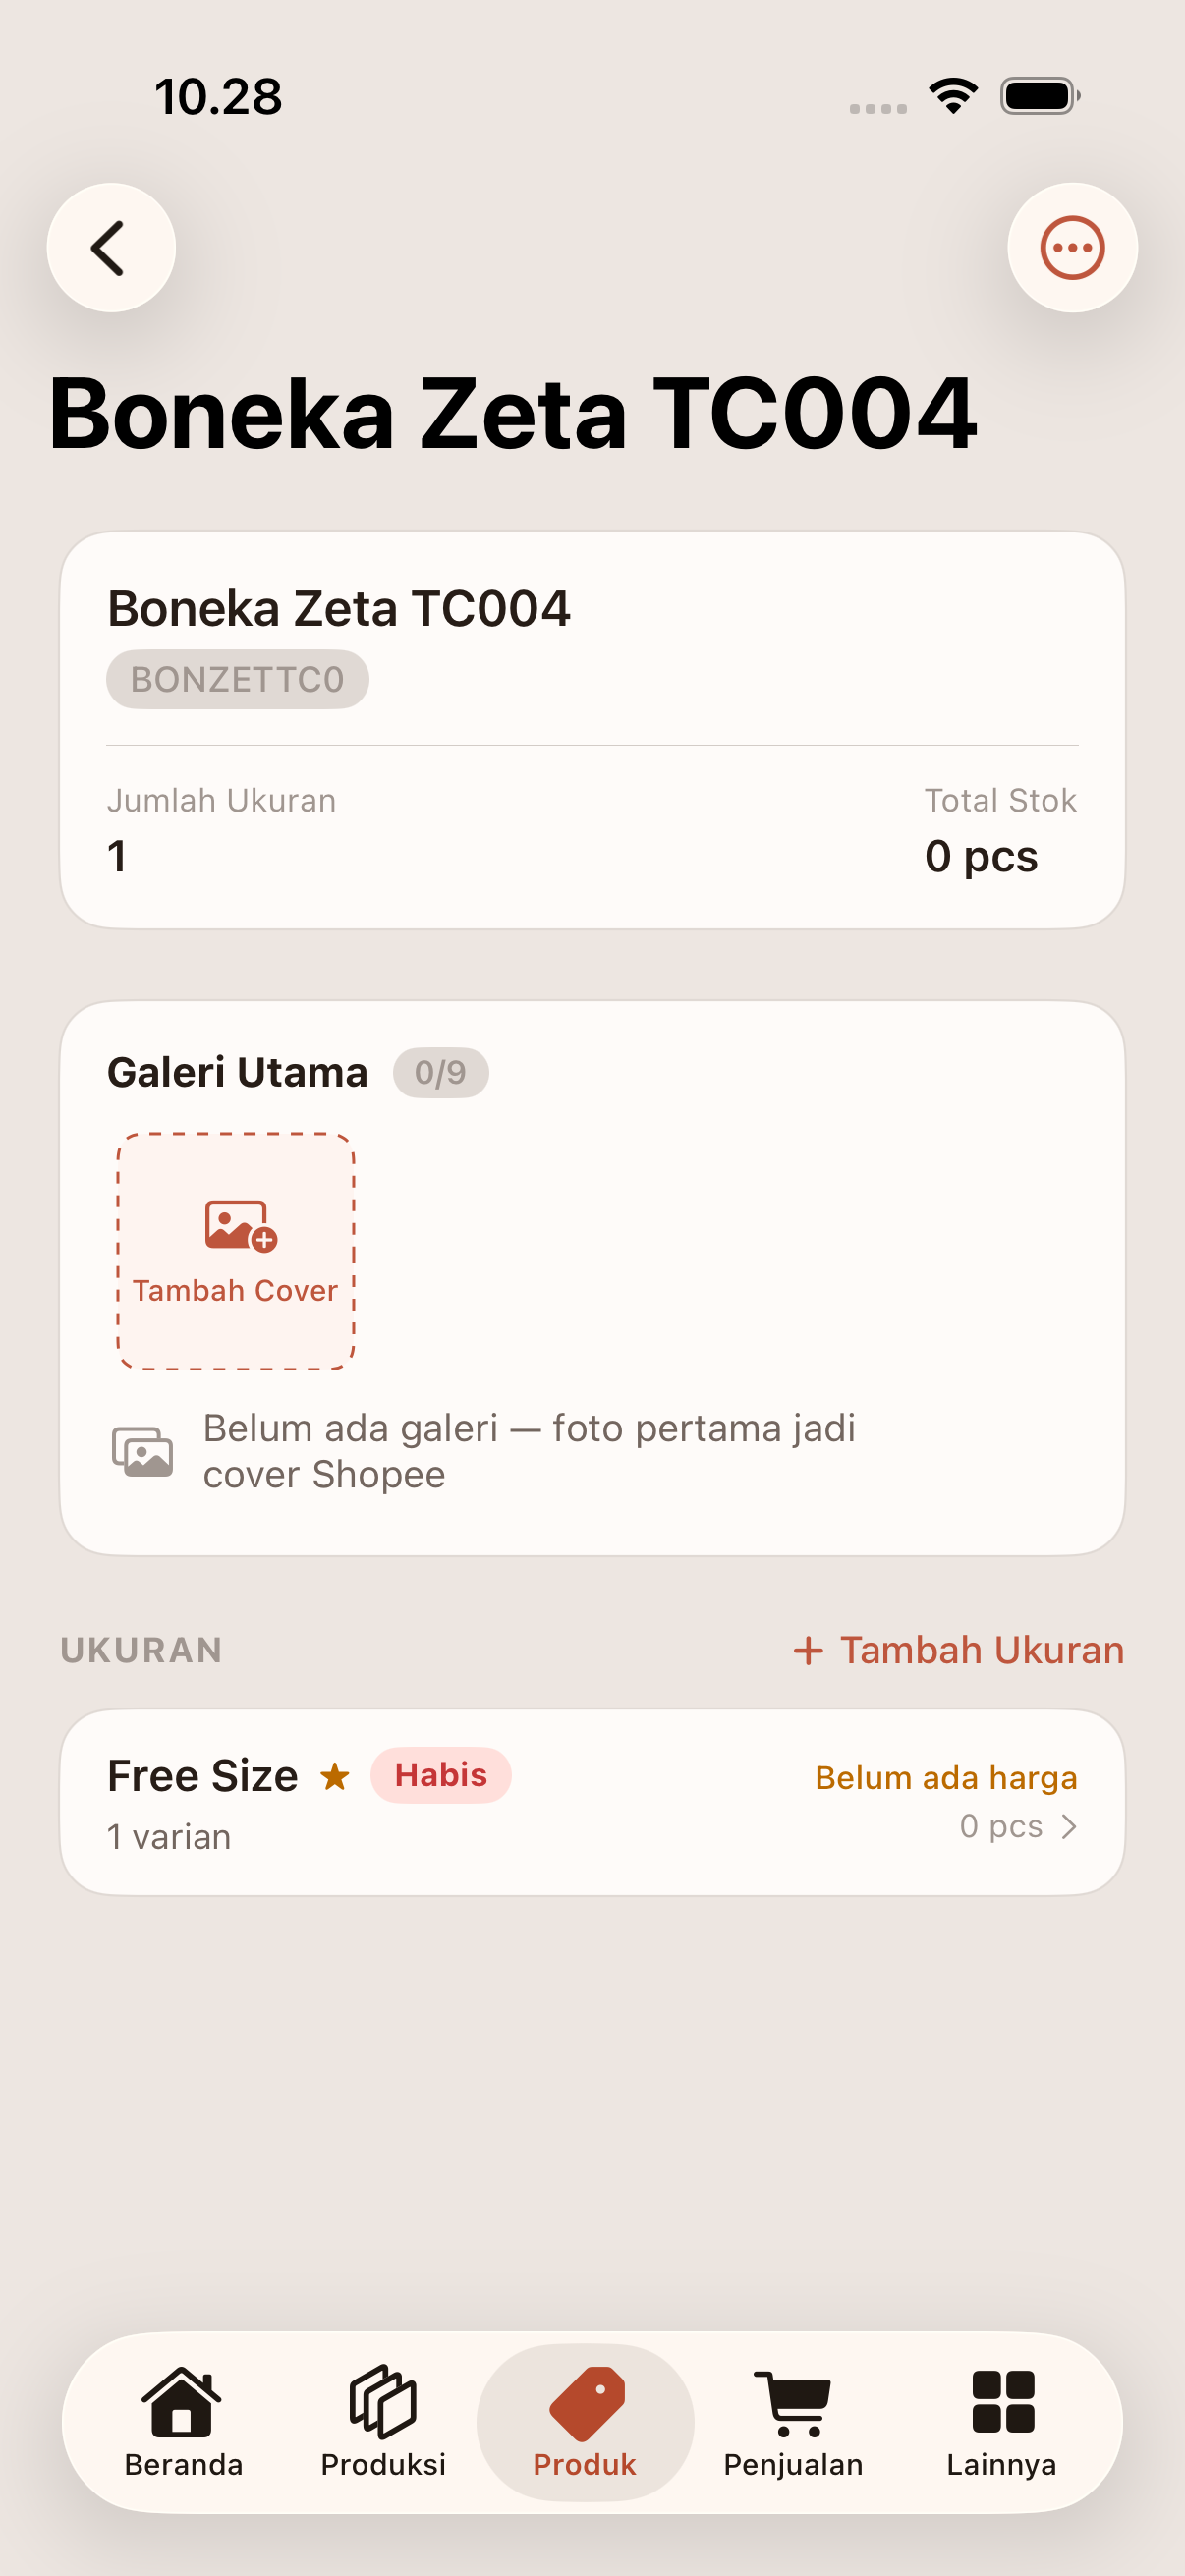 10.28
Boneka Zeta TC004
Boneka Zeta TC004
BONZETTC0
Jumlah Ukuran
Total Stok
1
0 pcs
Galeri Utama 0/9
Tambah Cover
Belum ada galeri — foto pertama jadi
cover Shopee
UKURAN
+ Tambah Ukuran
Free Size ★ Habis
Belum ada harga
1 varian
0 pcs >
Beranda
Produksi
Produk
Penjualan
Lainnya